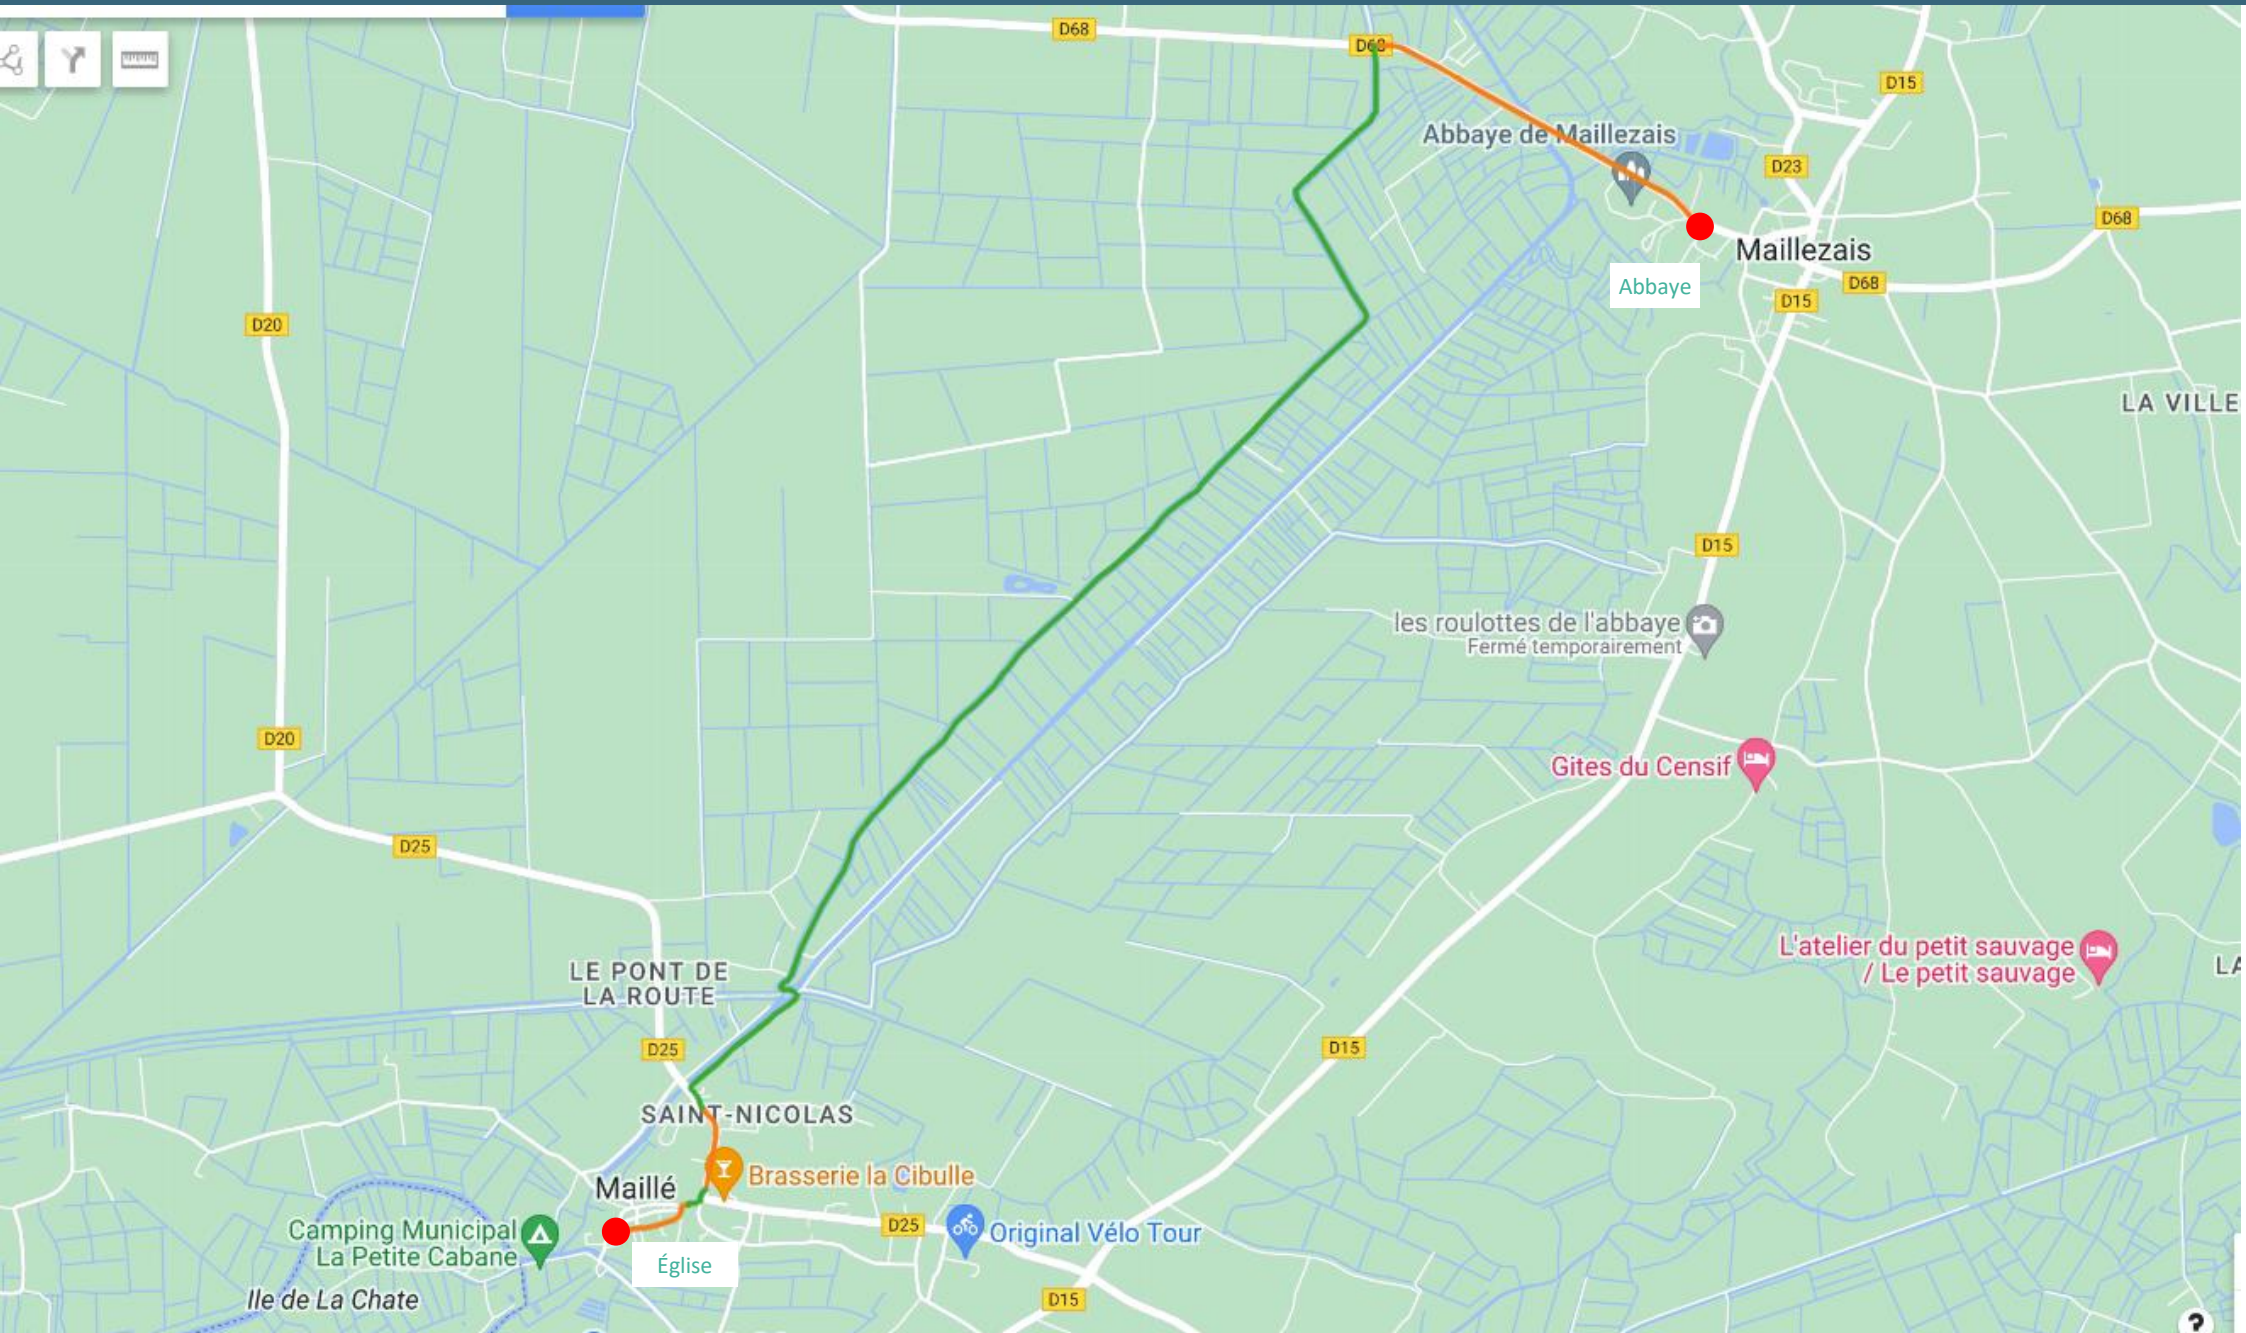 D68
D68
D15
Abbaye de Maillezais
D23
D68
Maillezais
D68
Abbaye
D15
D20
LA VILLE
D15
les roulottes de l'abbaye
Fermé temporairement
D20
Gites du Censif
D25
L'atelier du petit sauvage
/ Le petit sauvage
LA
LE PONT DE
LA ROUTE
D25
D15
SAINT-NICOLAS
Brasserie la Cibulle
Maillé
Camping Municipal
La Petite Cabane
D25
Original Vélo Tour
Église
Ile de La Chate
D15
?